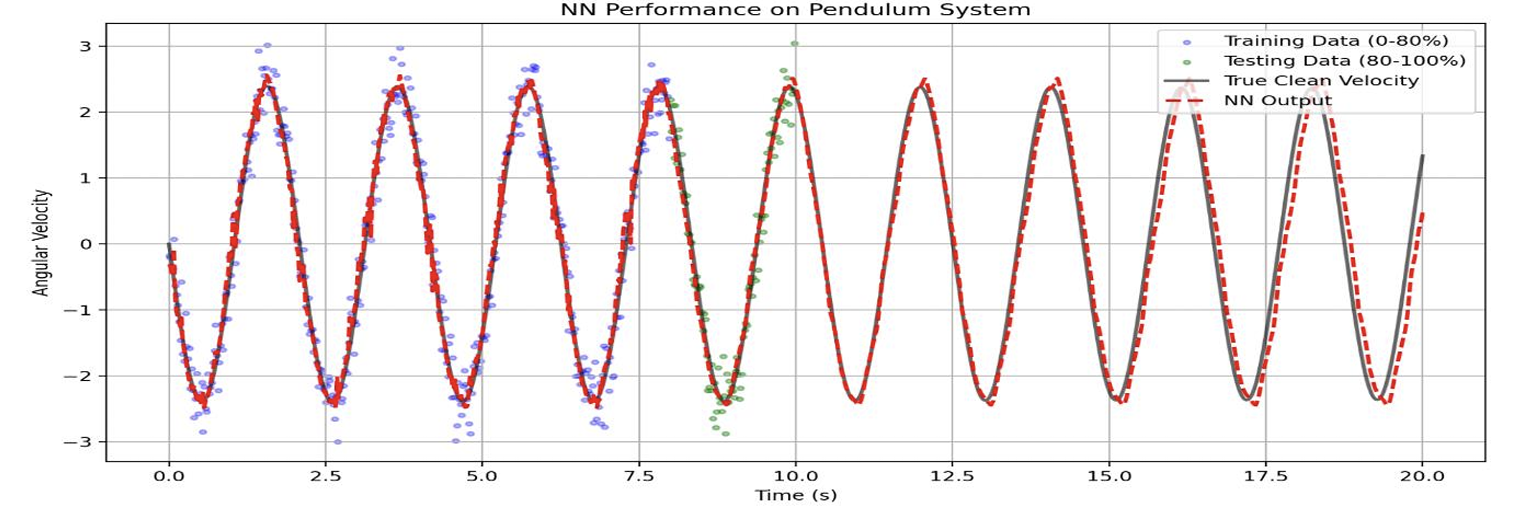 NN Performance on Pendulum System
Training Data (0-80%)
Testing Data (80-100%)
True Clean Velocity
NN Output
Angular Velocity
3
2
1
0
−1
−2
−3
0.0 2.5 5.0 7.5 10.0 12.5 15.0 17.5 20.0
Time (s)